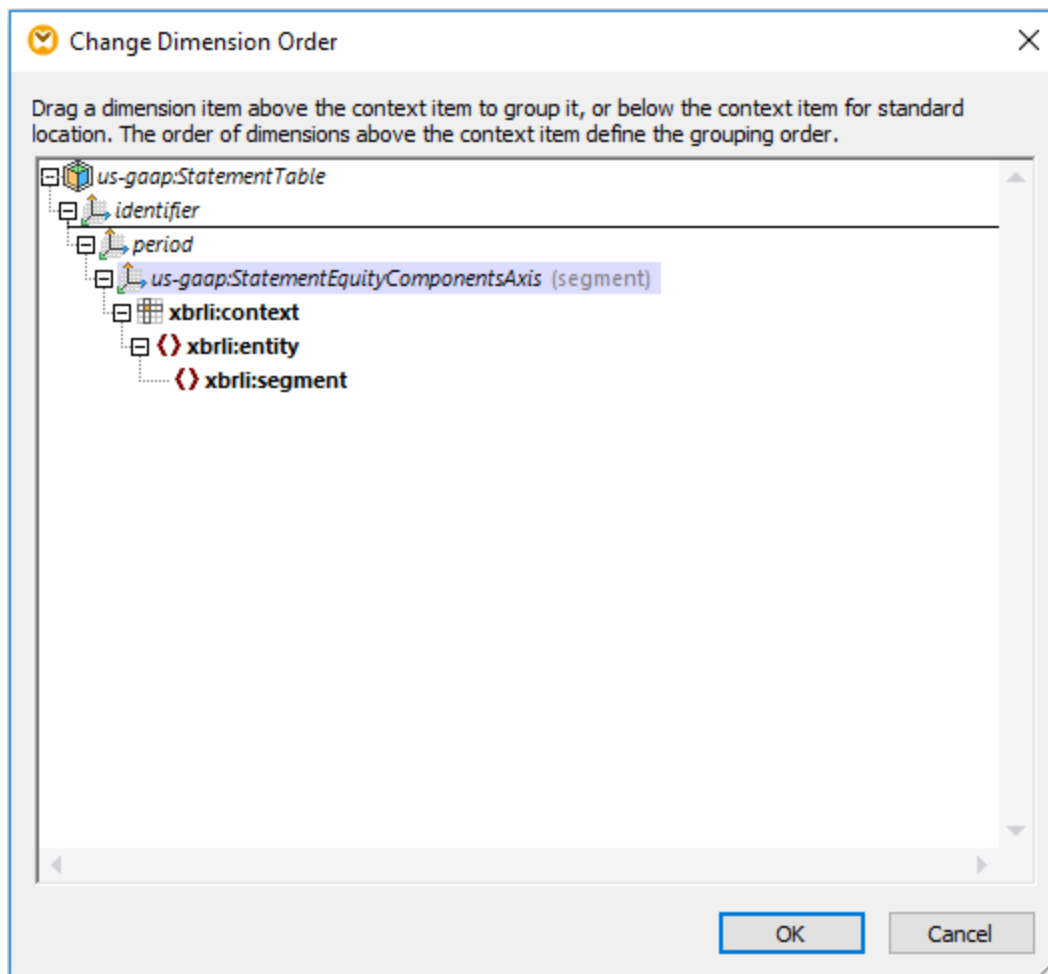 Change Dimension Order
Drag a dimension item above the context item to group it, or below the context item for standard
location. The order of dimensions above the context item define the grouping order.
us-gaap:StatementTable
identifier
period
us-gaap:StatementEquityComponentsAxis (segment)
xbrli:context
xbrli:entity
xbrli:segment
OK Cancel